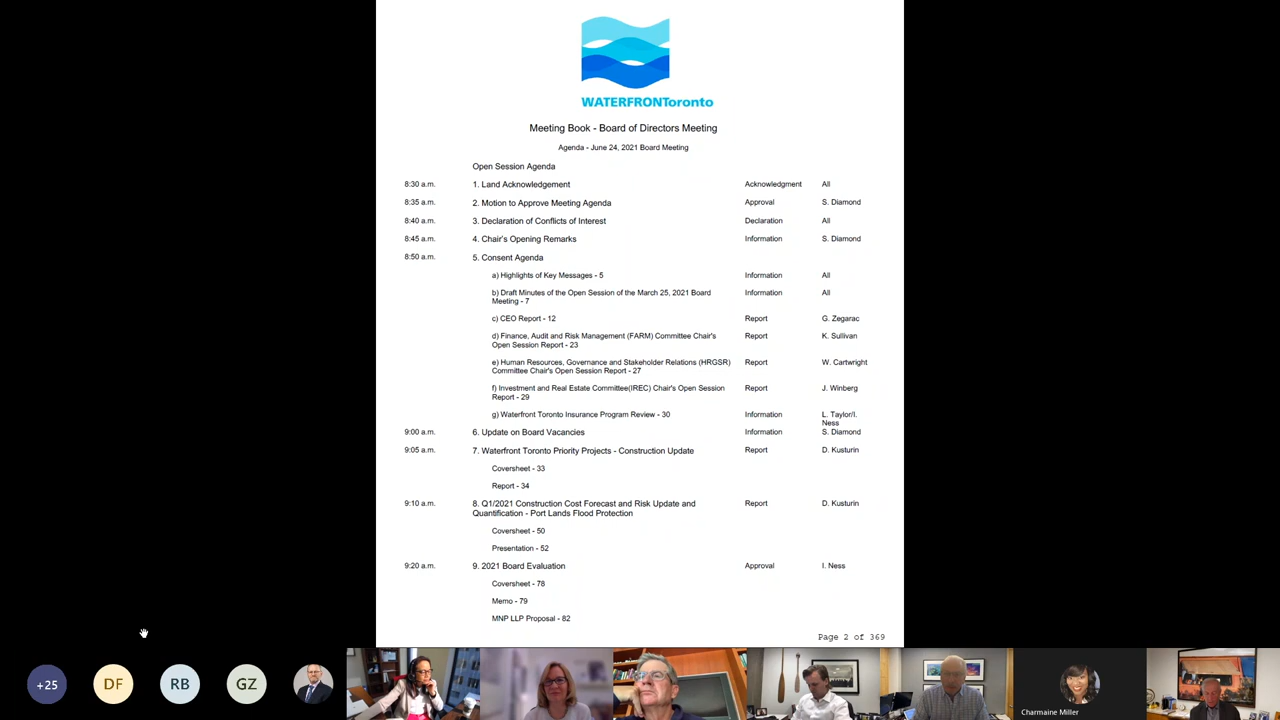 WATERFRONToronto
Meeting Book - Board of Directors Meeting
Agenda - June 24, 2021 Board Meeting
Open Session Agenda
8:30 a.m. 1. Land Acknowledgement Acknowledgment All
8:35 a.m. 2. Motion to Approve Meeting Agenda Approval S. Diamond
8:40 a.m. 3. Declaration of Conflicts of Interest Declaration All
8:45 a.m. 4. Chair's Opening Remarks Information S. Diamond
8:50 a.m. 5. Consent Agenda
a) Highlights of Key Messages - 5 Information All
b) Draft Minutes of the Open Session of the March 25, 2021 Board Information All
Meeting - 7
c) CEO Report - 12 Report G. Zegarac
d) Finance, Audit and Risk Management (FARM) Committee Chair's Report K. Sullivan
Open Session Report - 23
e) Human Resources, Governance and Stakeholder Relations (HRGSR) Report W. Cartwright
Committee Chair's Open Session Report - 27
f) Investment and Real Estate Committee(IREC) Chair's Open Session Report J. Winberg
Report - 29
g) Waterfront Toronto Insurance Program Review - 30 Information L. Taylor/I.
Ness
9:00 a.m. 6. Update on Board Vacancies Information S. Diamond
9:05 a.m. 7. Waterfront Toronto Priority Projects - Construction Update Report D. Kusturin
Coversheet - 33
Report - 34
9:10 a.m. 8. Q1/2021 Construction Cost Forecast and Risk Update and Report D. Kusturin
Quantification - Port Lands Flood Protection
Coversheet - 50
Presentation - 52
9:20 a.m. 9. 2021 Board Evaluation Approval I. Ness
Coversheet - 78
Memo - 79
MNP LLP Proposal - 82
Page 2 of 369
+25 DF RB GZ
Charmaine Miller